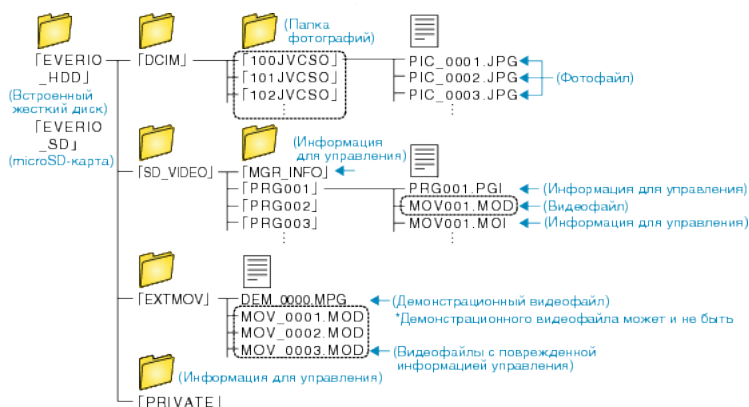 (Папка
фотографий)
「EVERIO
_HDD」
「DCIM」
「100JVCSO」
PIC_0001.JPG
「101JVCSO」
PIC_0002.JPG
(Фотофайл)
「102JVCSO」
PIC_0003.JPG
(Встроенный
жесткий диск)
「EVERIO
_SD」
(microSD-карта)
(Информация
для управления)
「SD_VIDEO」
「MGR_INFO」
「PRG001」
PRG001.PGI
(Информация для управления)
「PRG002」
MOV001.MOD
(Видеофайл)
「PRG003」
MOV001.MOI
(Информация для управления)
「EXTMOV」
DEM_0000.MPG
(Демонстрационный видеофайл)
MOV_0001.MOD
*Демонстрационного видеофайла может и не быть
MOV_0002.MOD
MOV_0003.MOD
(Видеофайлы с поврежденной
информацией управления)
(Информация для управления)
「PRIVATE」